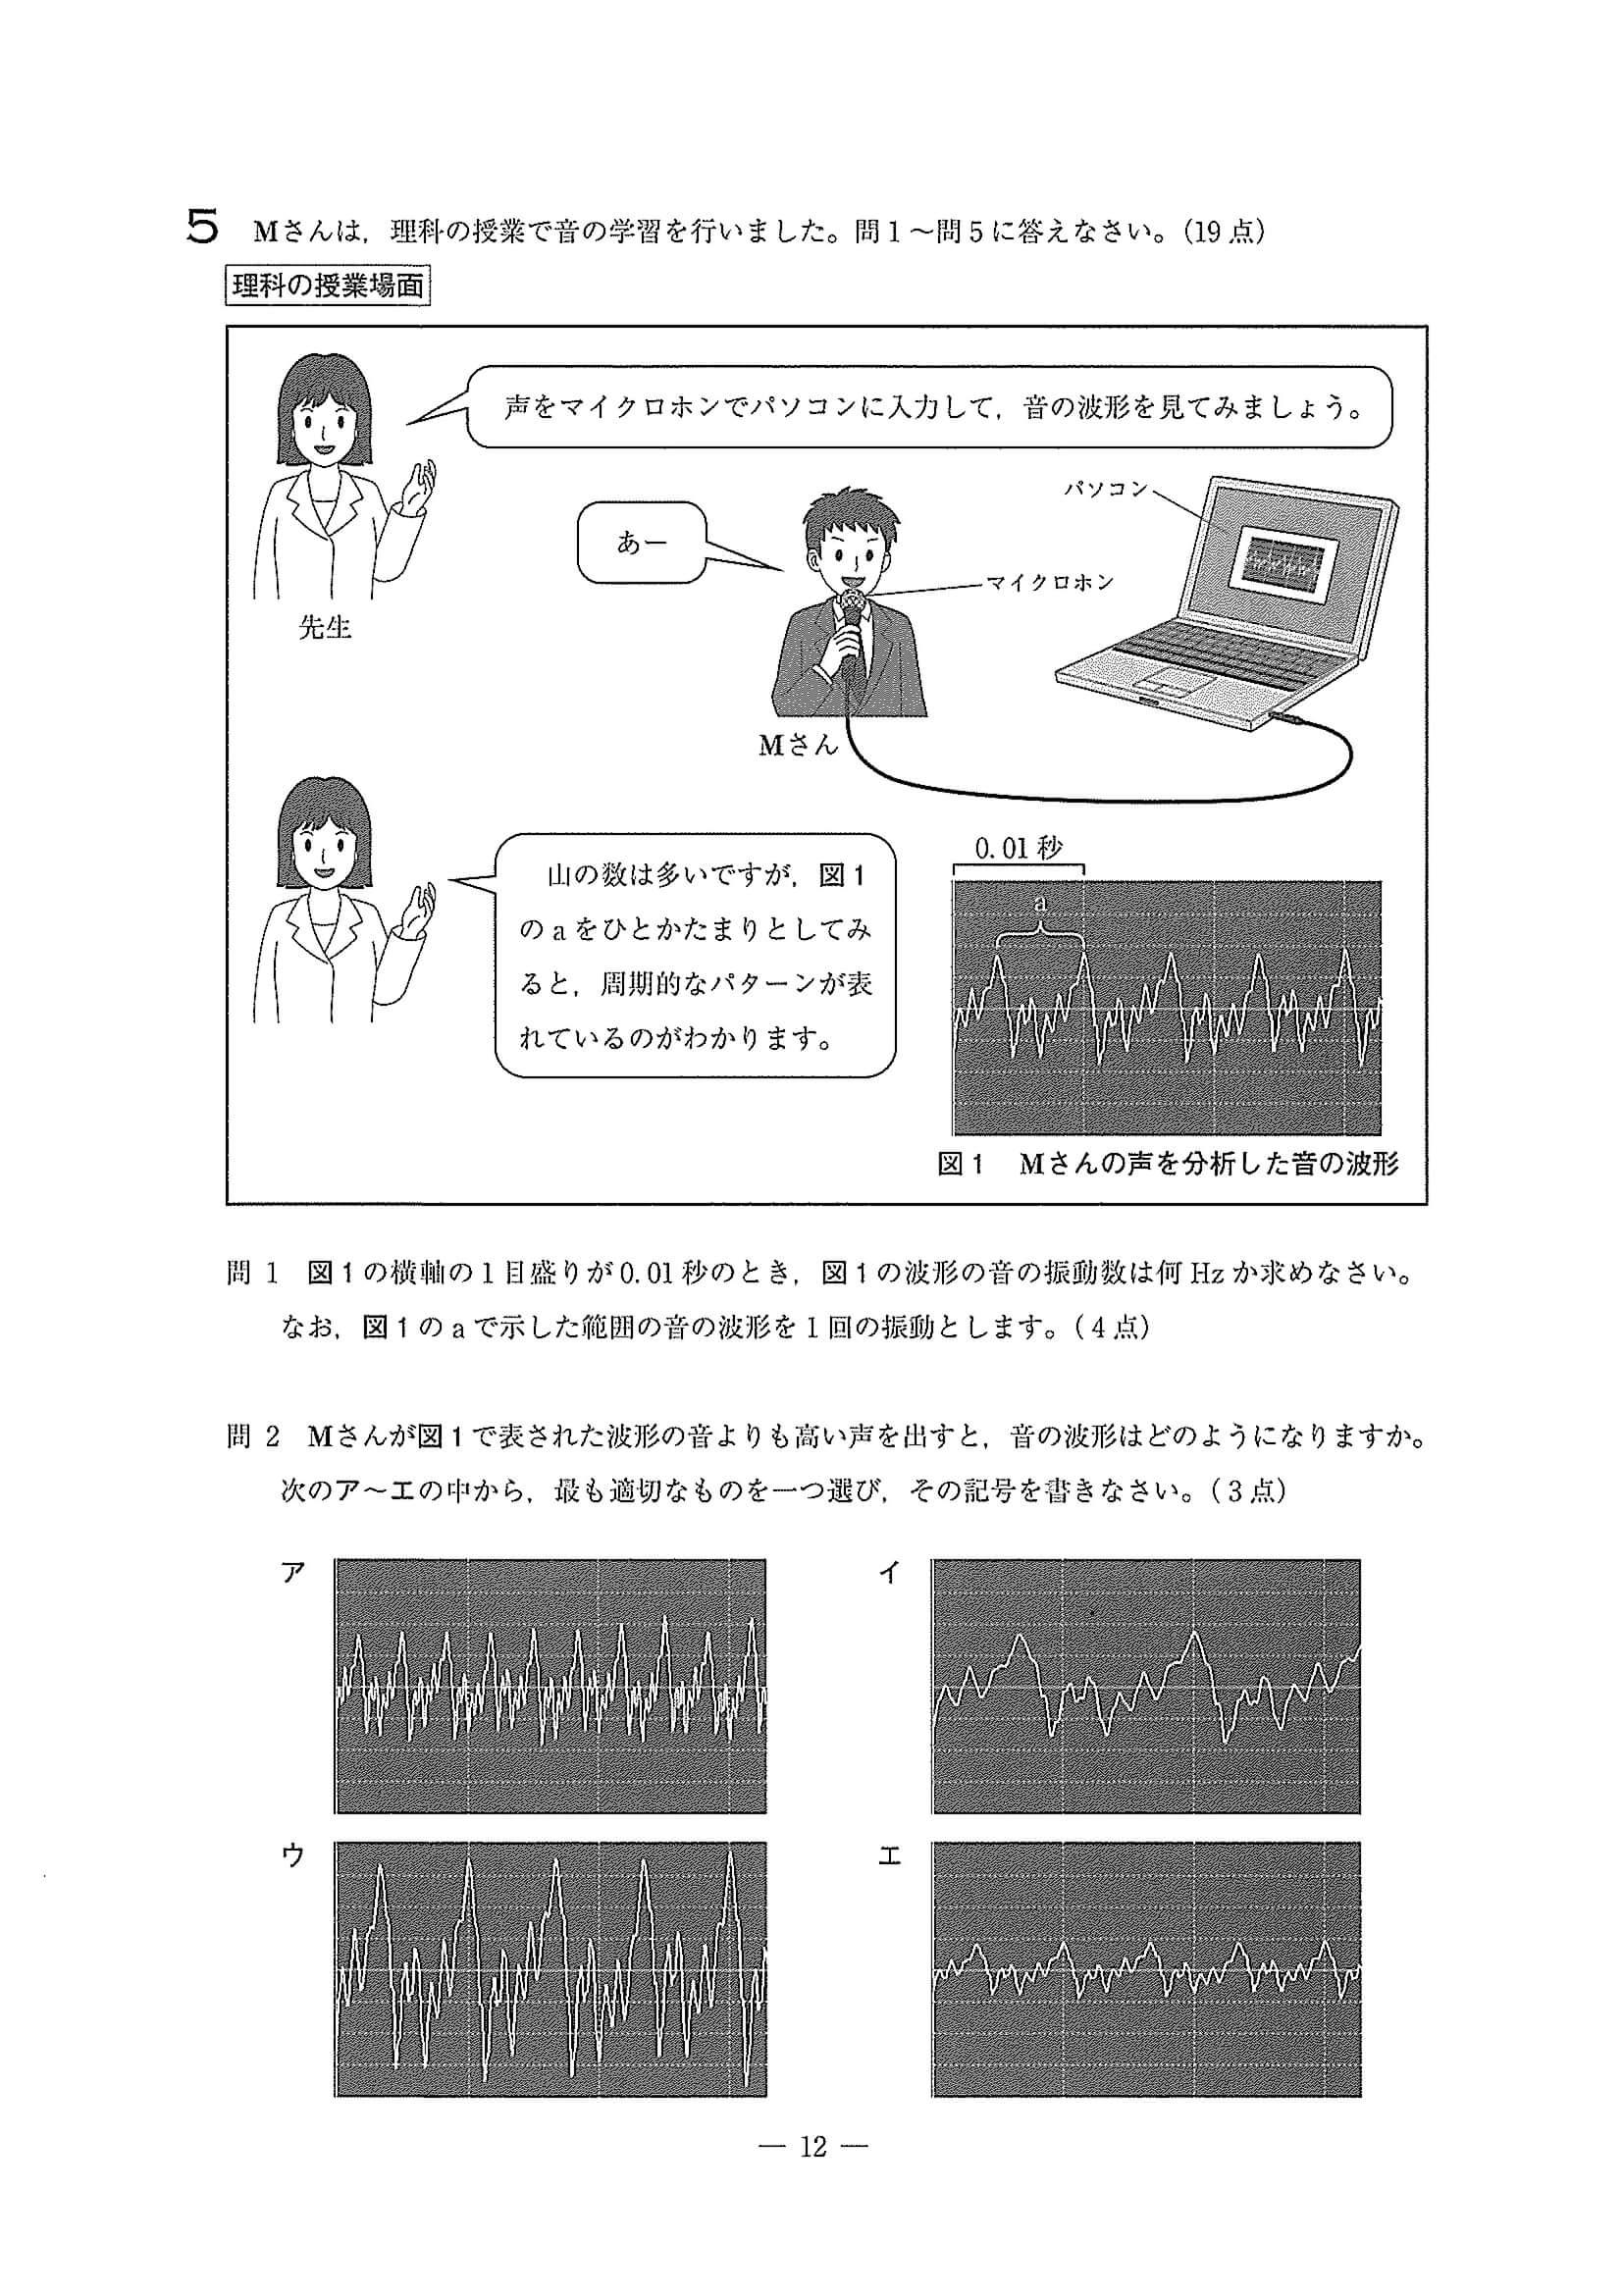 5 Mさんは，理科の授業で音の学習を行いました。問1～問5に答えなさい。（19点）
理科の授業場面
声をマイクロホンでパソコンに入力して，音の波形を見てみましょう。
パソコン
あー
マイクロホン
先生
Mさん
0.01秒
山の数は多いですが，図1
のaをひとかたまりとしてみ
ると，周期的なパターンが表
れているのがわかります。
a
図1 Mさんの声を分析した音の波形
問1 図1の横軸の1目盛りが0.01秒のとき，図1の波形の音の振動数は何Hzか求めなさい。
なお，図1のaで示した範囲の音の波形を1回の振動とします。（4点）
問2 Mさんが図1で表された波形の音よりも高い声を出すと，音の波形はどのようになりますか。
次のア～エの中から，最も適切なものを一つ選び，その記号を書きなさい。（3点）
ア
イ
ウ
エ
— 12 —